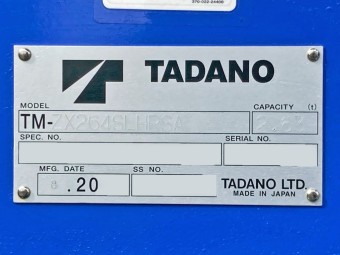 TADANO
MODEL
CAPACITY (t)
TM-
SPEC. NO.
SERIAL NO.
MFG. DATE
SS NO.
.20
TADANO LTD.
MADE IN JAPAN